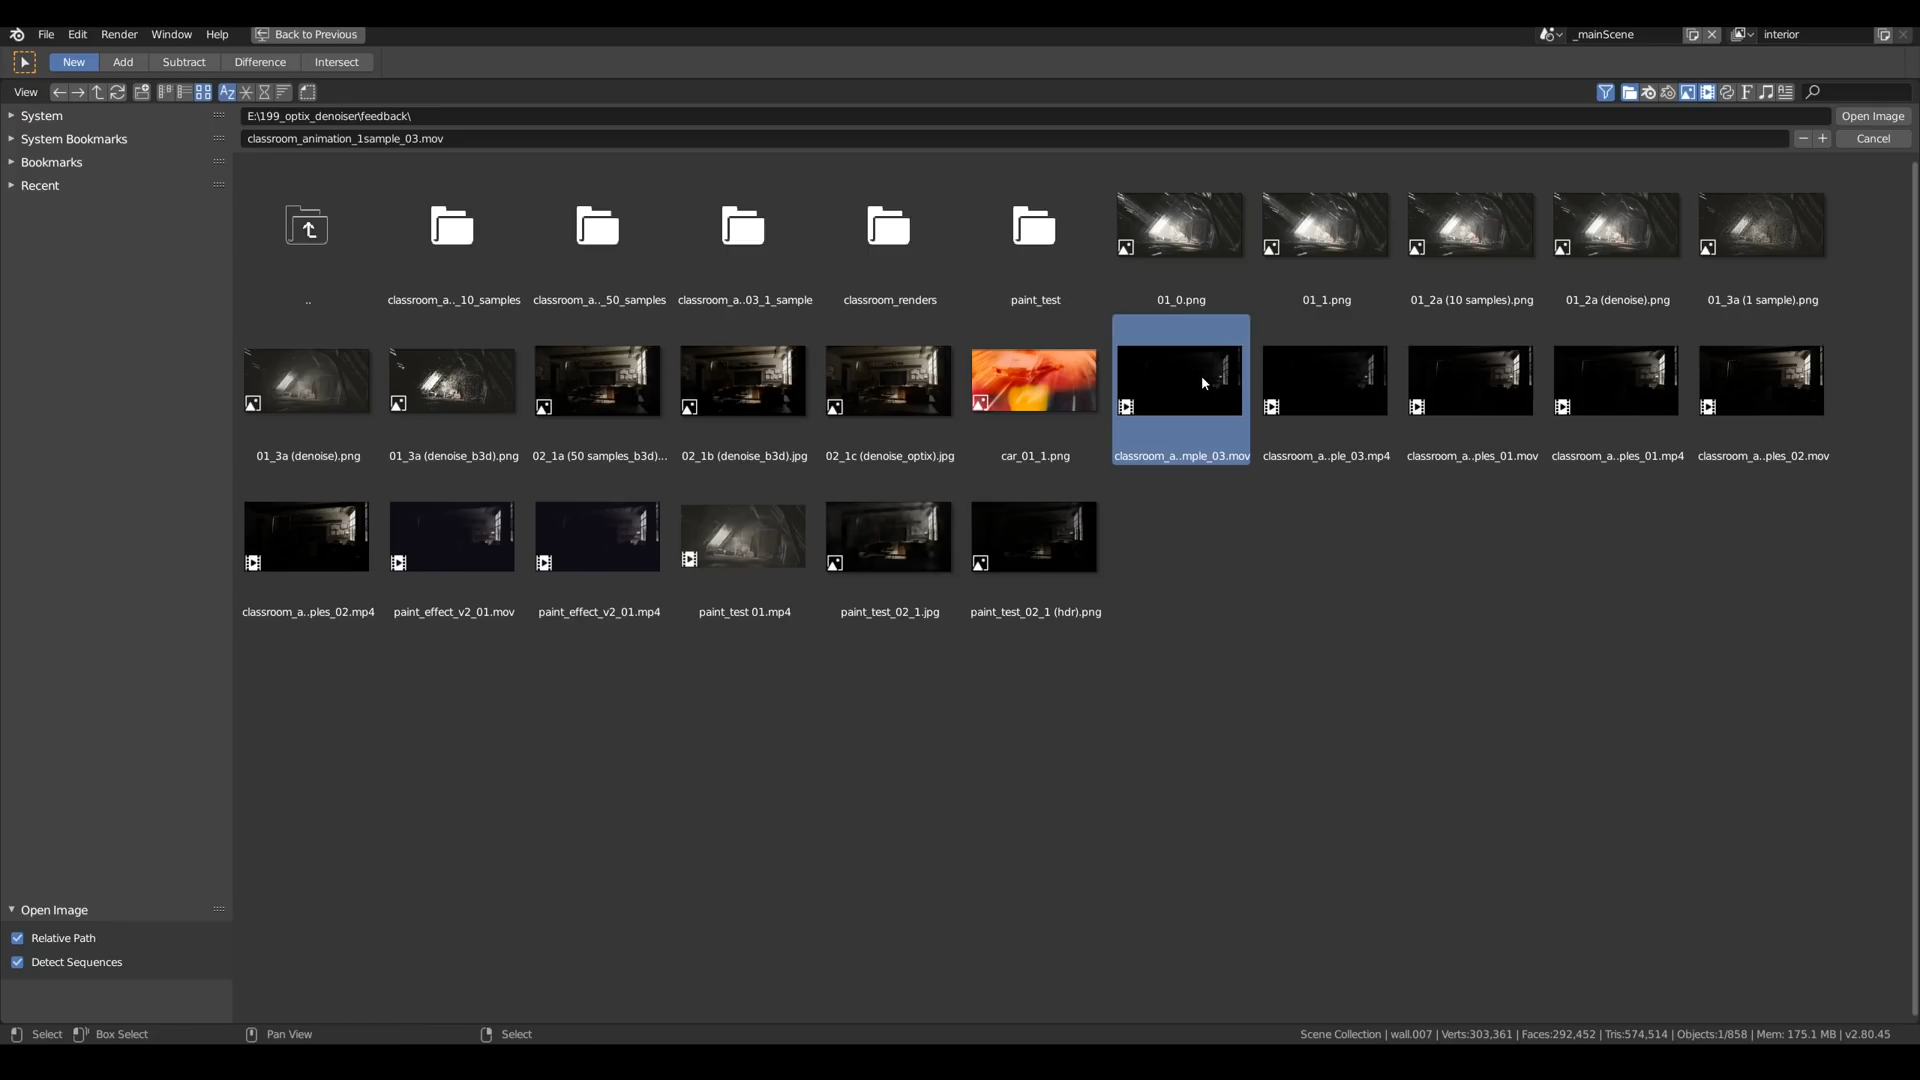 File Edit Render Window Help Back to Previous _mainScene interior
New Add Subtract Difference Intersect
View
System
System Bookmarks
Bookmarks
Recent
E:\199_optix_denoiser\feedback\ Open Image
classroom_animation_1sample_03.mov Cancel
.. classroom_a.._10_samples classroom_a.._50_samples classroom_a..03_1_sample classroom_renders paint_test 01_0.png 01_1.png 01_2a (10 samples).png 01_2a (denoise).png 01_3a (1 sample).png
01_3a (denoise).png 01_3a (denoise_b3d).png 02_1a (50 samples_b3d)... 02_1b (denoise_b3d).jpg 02_1c (denoise_optix).jpg car_01_1.png classroom_a..mple_03.mov classroom_a..ple_03.mp4 classroom_a..ples_01.mov classroom_a..ples_01.mp4 classroom_a..ples_02.mov
classroom_a..ples_02.mp4 paint_effect_v2_01.mov paint_effect_v2_01.mp4 paint_test 01.mp4 paint_test_02_1.jpg paint_test_02_1 (hdr).png
Open Image
Relative Path
Detect Sequences
Select Box Select Pan View Select Scene Collection | wall.007 | Verts:303,361 | Faces:292,452 | Tris:574,514 | Objects:1/858 | Mem: 175.1 MB | v2.80.45